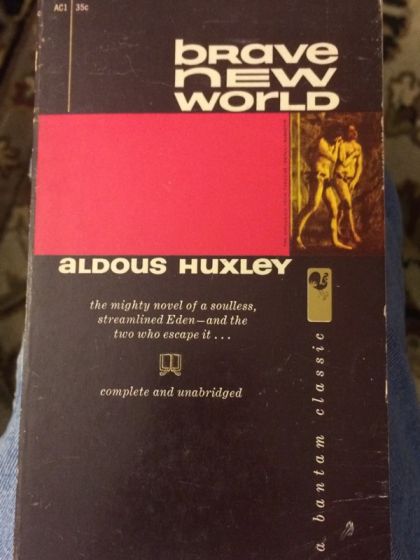 AC1 35c
BRAVE
NEW
WORLD
ALDOUS HUXLEY
the mighty novel of a soulless,
streamlined Eden—and the
two who escape it . . .
complete and unabridged
a bantam classic